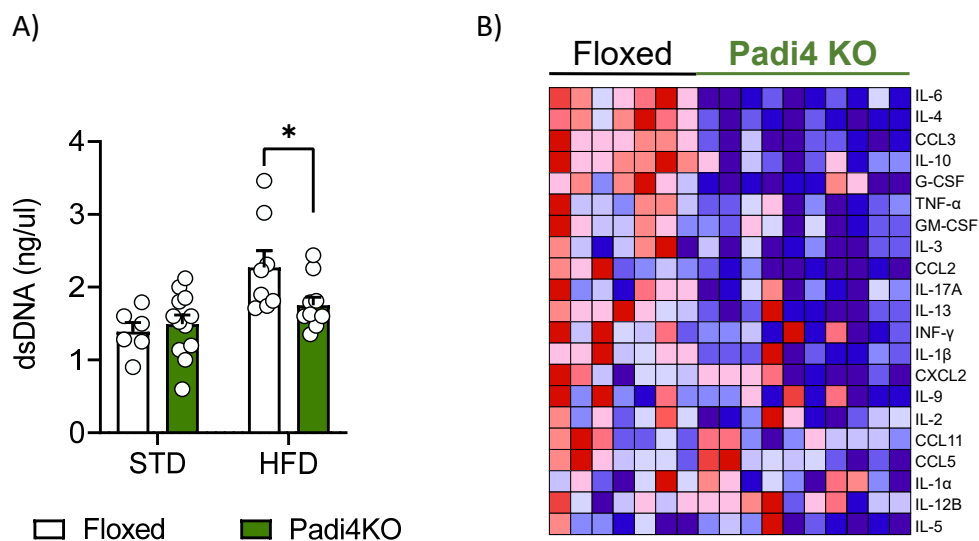 A)
B)
Floxed Padi4 KO
*
dsDNA (ng/ul)
4
3
2
1
0
STD HFD
Floxed Padi4KO
IL-6
IL-4
CCL3
IL-10
G-CSF
TNF-α
GM-CSF
IL-3
CCL2
IL-17A
IL-13
INF-γ
IL-1β
CXCL2
IL-9
IL-2
CCL11
CCL5
IL-1α
IL-12B
IL-5